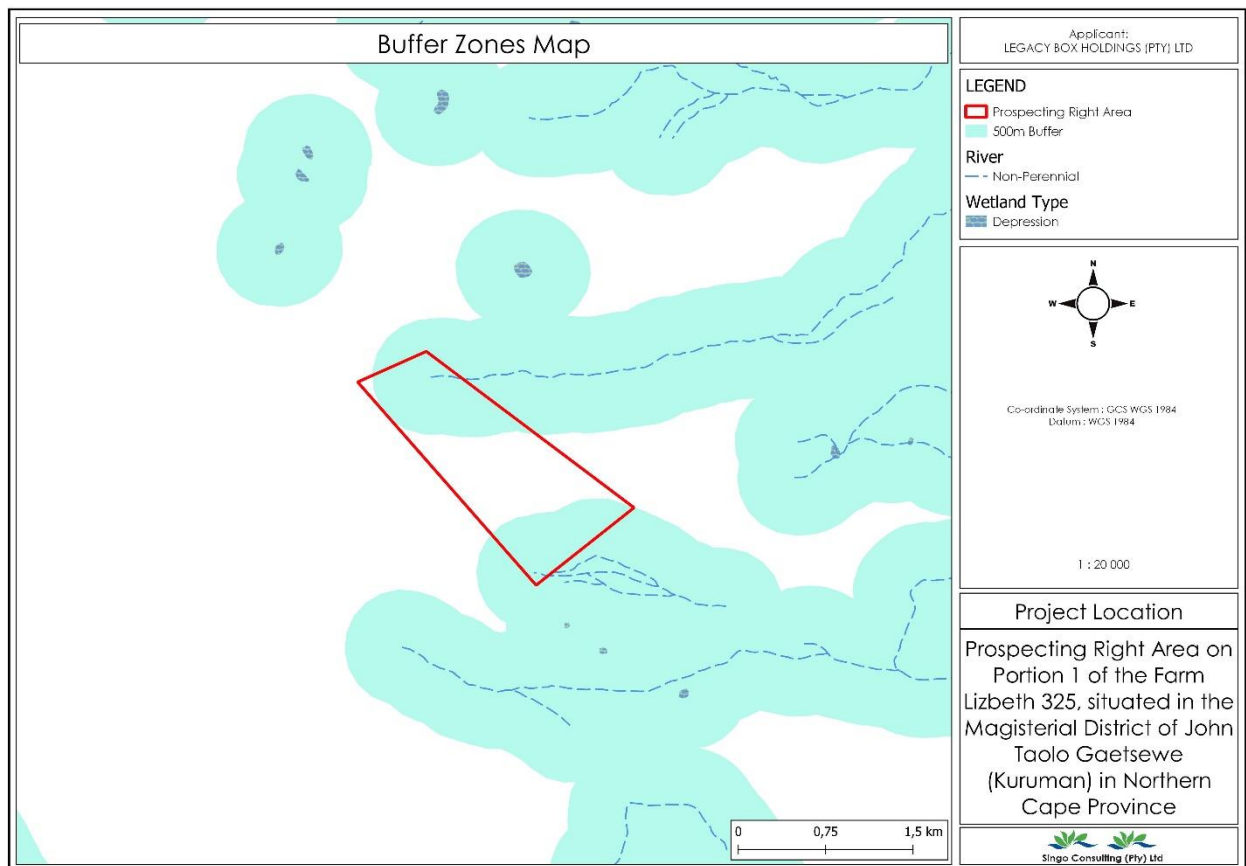 Buffer Zones Map
Applicant:
LEGACY BOX HOLDINGS (PTY) LTD
LEGEND
Prospecting Right Area
500m Buffer
River
Non-Perennial
Wetland Type
Depression
N
W E
S
Co-ordinate System : GCS WGS 1984
Datum : WGS 1984
1 : 20 000
0 0,75 1,5 km
Project Location
Prospecting Right Area on
Portion 1 of the Farm
Lizbeth 325, situated in the
Magisterial District of John
Taolo Gaetsewe
(Kuruman) in Northern
Cape Province
Singo Consulting (Pty) Ltd